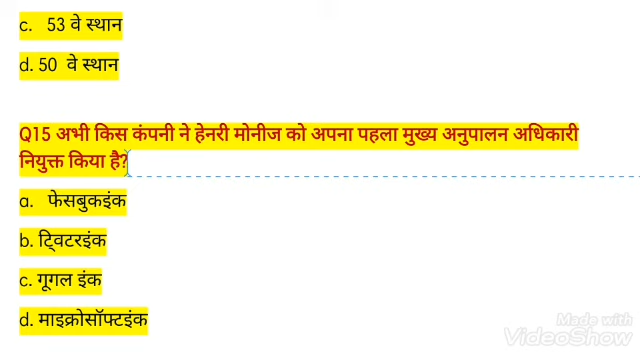 c. 53 वे स्थान
d. 50 वे स्थान
Q15 अभी किस कंपनी ने हेनरी मोनीज को अपना पहला मुख्य अनुपालन अधिकारी
नियुक्त किया है?
a. फेसबुकइंक
b. ट्विटरइंक
c. गूगल इंक
d. माइक्रोसॉफ्टइंक
Made with
VideoShow